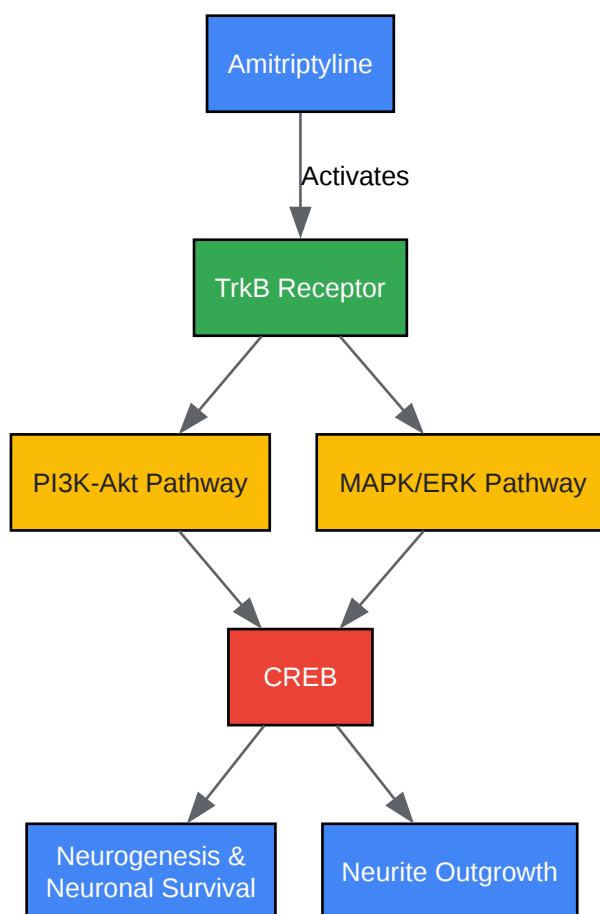 Amitriptyline
Activates
TrkB Receptor
PI3K-Akt Pathway
MAPK/ERK Pathway
CREB
Neurogenesis &
Neuronal Survival
Neurite Outgrowth